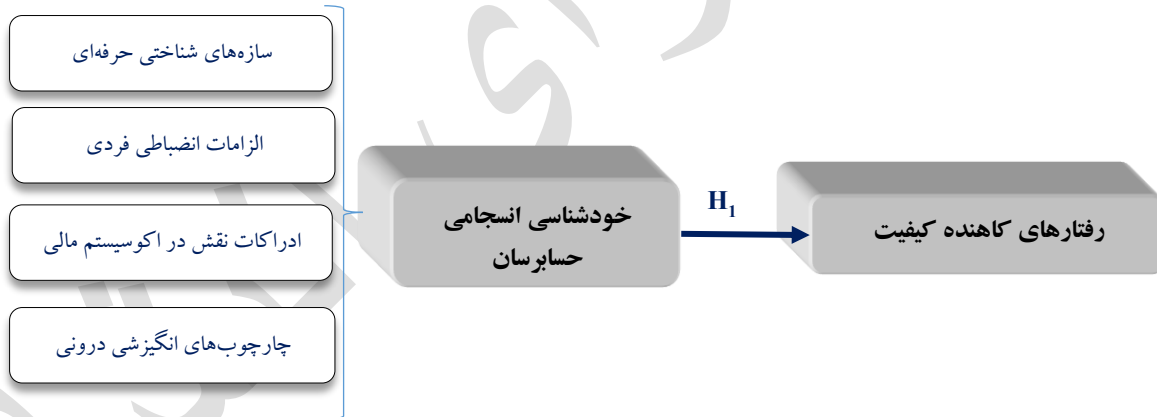 سازه‌های شناختی حرفه‌ای
الزامات انضباطی فردی
ادراکات نقش در اکوسیستم مالی
چارچوب‌های انگیزشی درونی
خودشناسی انسجامی
حسابرسان
H1
رفتارهای کاهنده کیفیت